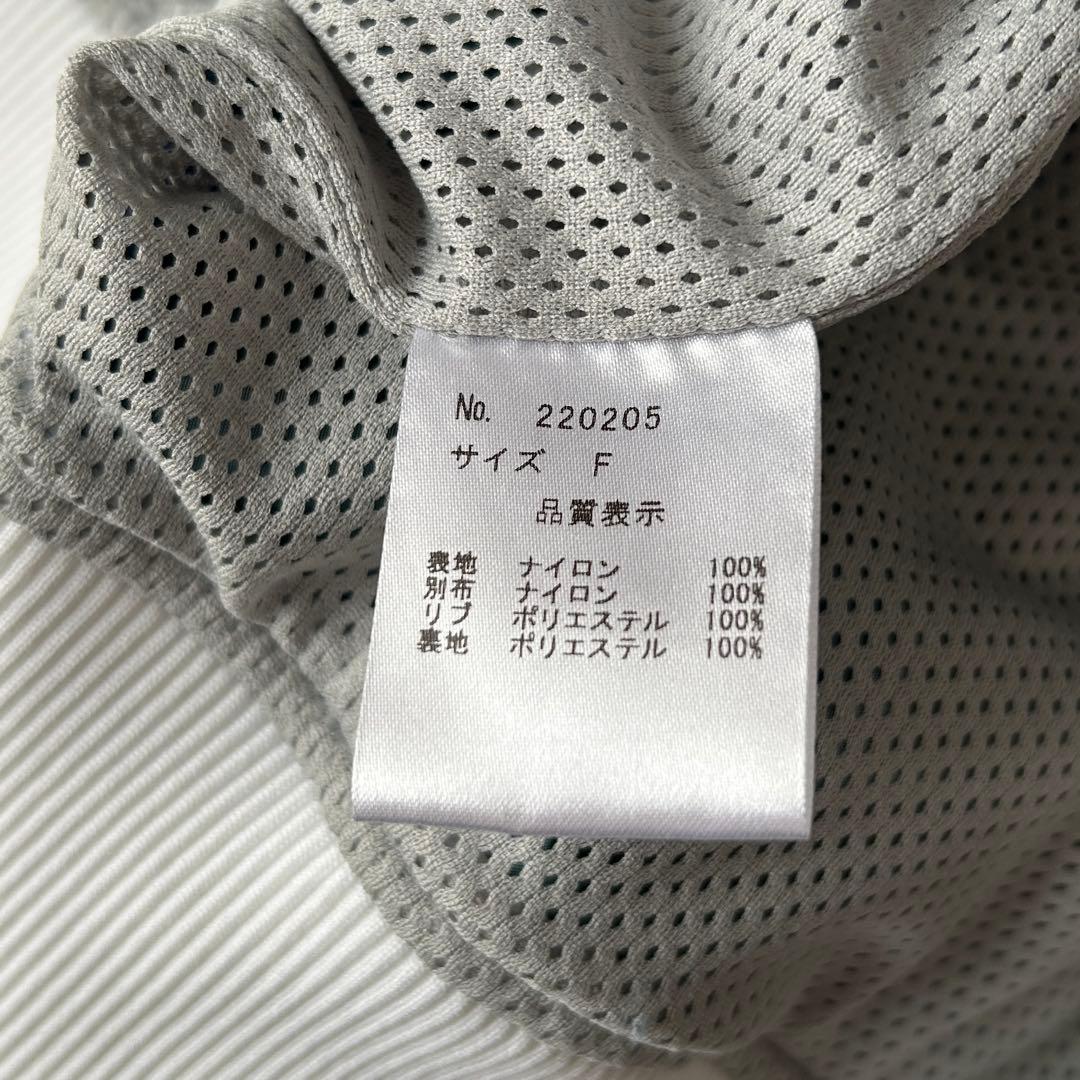 No. 220205
サイズ F
品質表示
表地 ナイロン 100%
別布 ナイロン 100%
リブ ポリエステル 100%
裏地 ポリエステル 100%